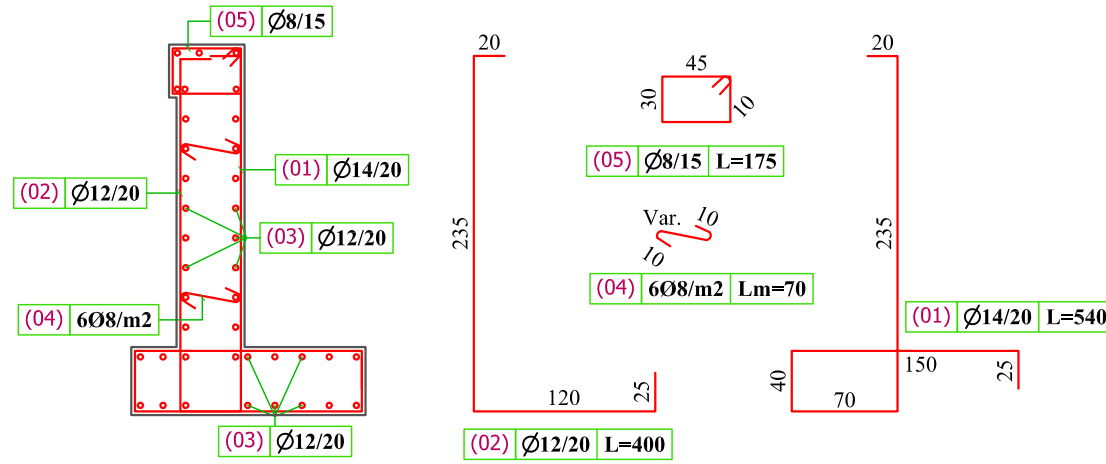 (05) Ø8/15
(01) Ø14/20
(02) Ø12/20
(03) Ø12/20
(04) 6Ø8/m2
(03) Ø12/20
20
235
120
25
(02) Ø12/20 L=400
45
30
10
(05) Ø8/15 L=175
Var.
10
10
(04) 6Ø8/m2 Lm=70
20
235
(01) Ø14/20 L=540
40
70
150
25